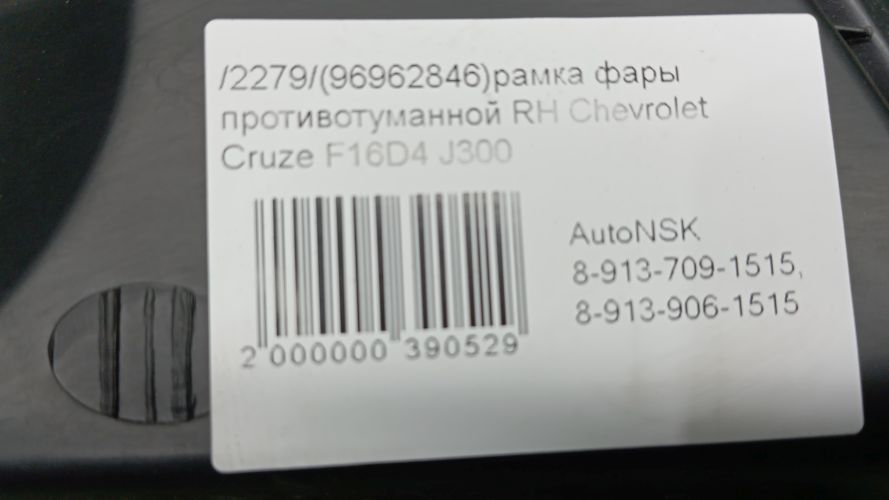 /2279/(96962846)рамка фары
противотуманной RH Chevrolet
Cruze F16D4 J300
AutoNSK
8-913-709-1515,
8-913-906-1515
2 000000 390529